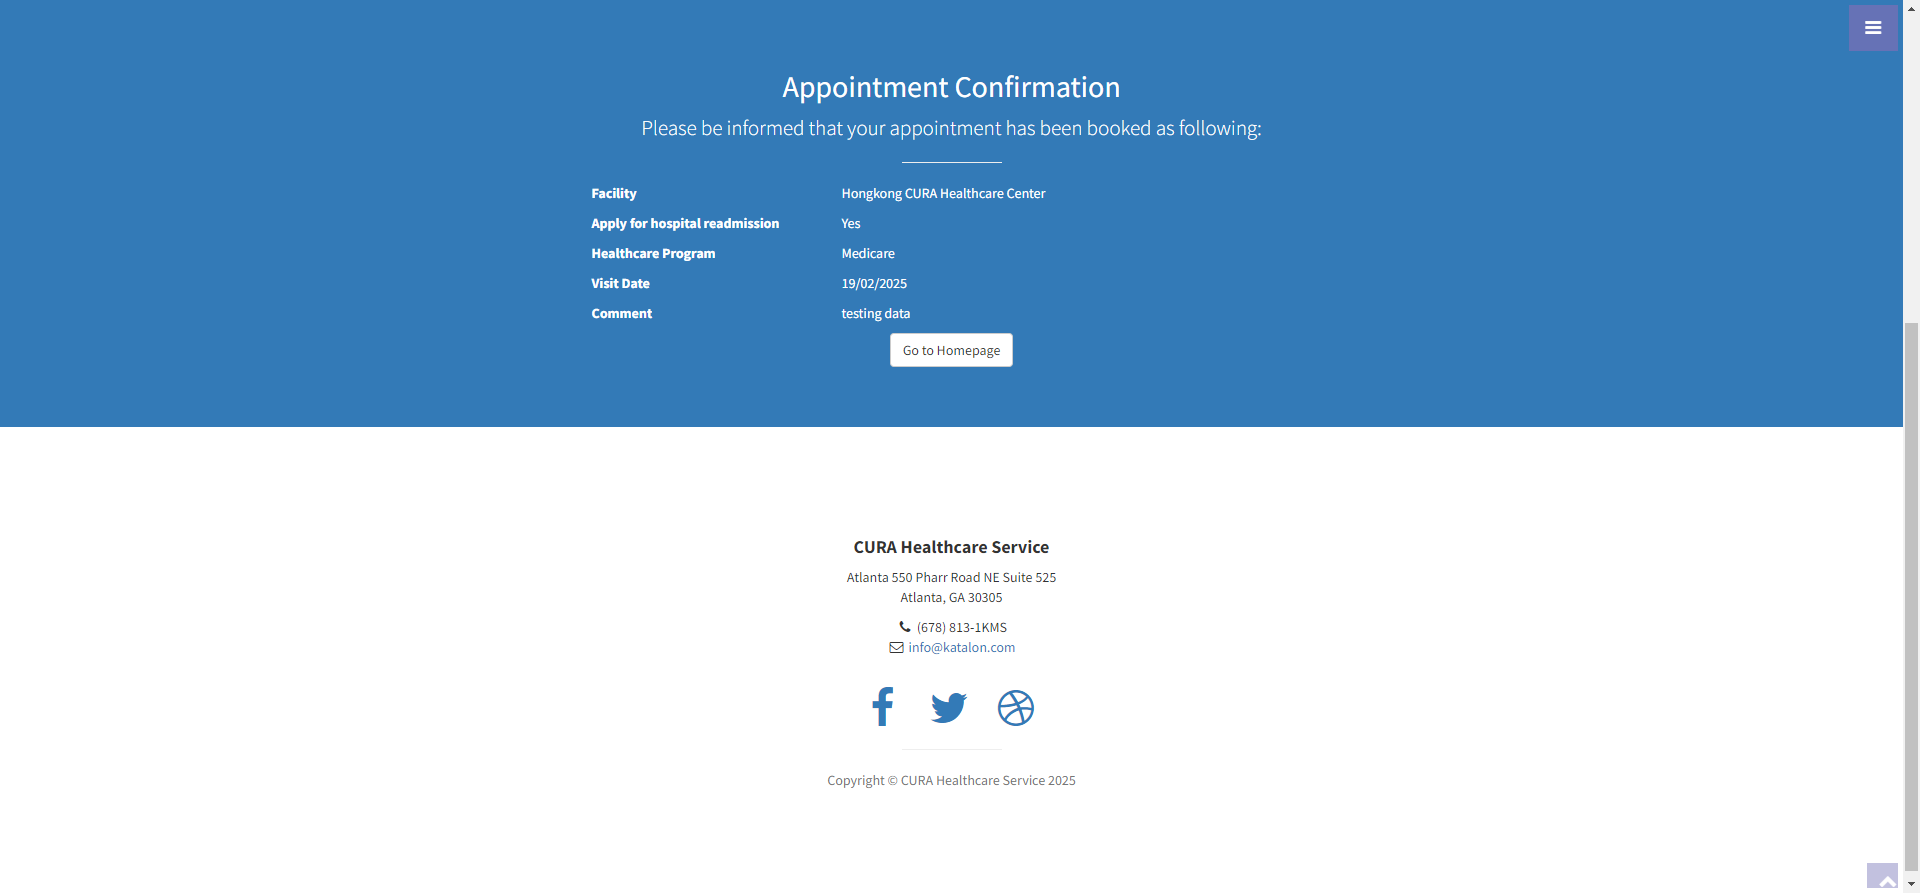 Appointment Confirmation
Please be informed that your appointment has been booked as following:
Facility Hongkong CURA Healthcare Center
Apply for hospital readmission Yes
Healthcare Program Medicare
Visit Date 19/02/2025
Comment testing data
Go to Homepage
CURA Healthcare Service
Atlanta 550 Pharr Road NE Suite 525
Atlanta, GA 30305
(678) 813-1KMS
info@katalon.com
Copyright © CURA Healthcare Service 2025